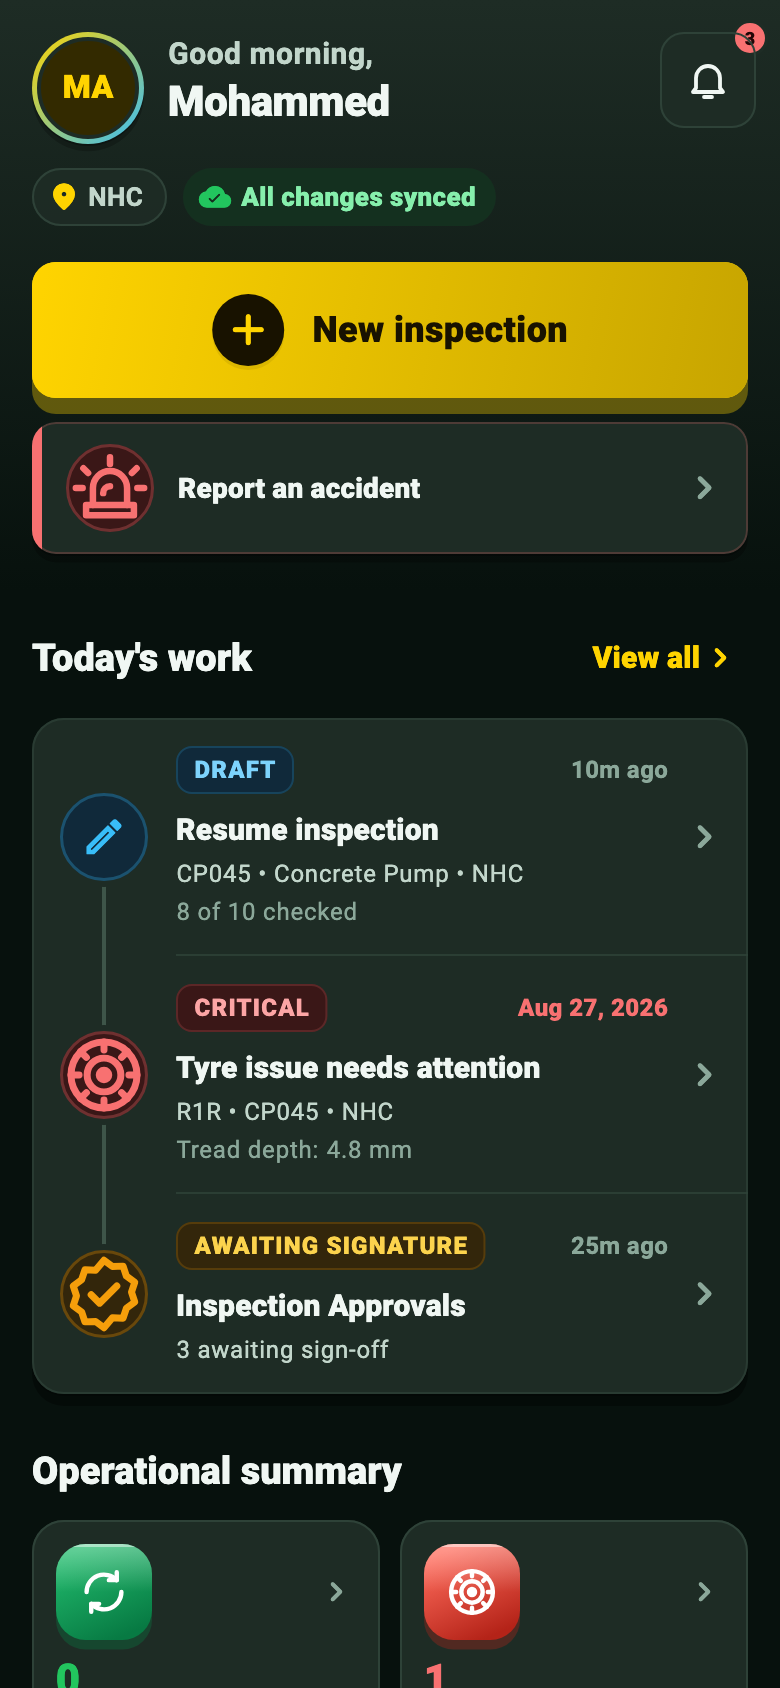 MA
Good morning,
Mohammed
3
NHC
All changes synced
New inspection
Report an accident
Today's work
View all
DRAFT
10m ago
Resume inspection
CP045 • Concrete Pump • NHC
8 of 10 checked
CRITICAL
Aug 27, 2026
Tyre issue needs attention
R1R • CP045 • NHC
Tread depth: 4.8 mm
AWAITING SIGNATURE
25m ago
Inspection Approvals
3 awaiting sign-off
Operational summary
0
1